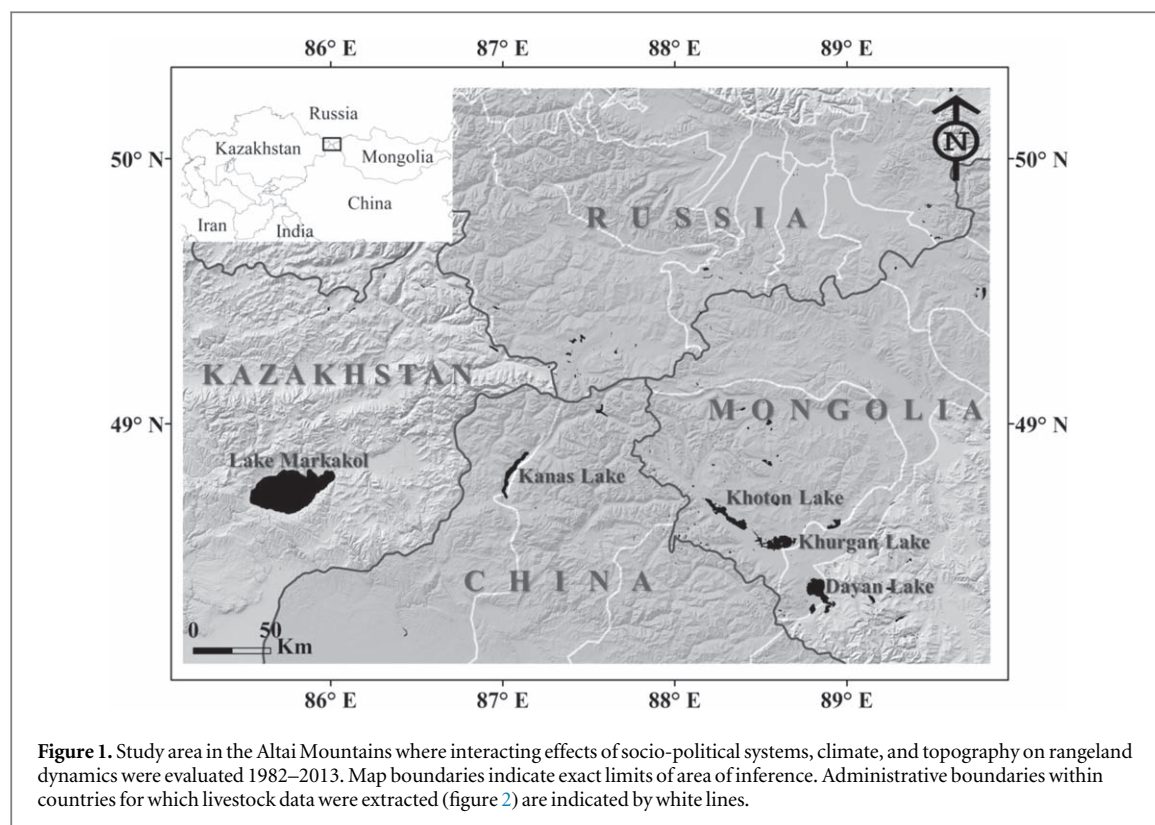 86° E 87° E 88° E 89° E
Russia
Kazakhstan
Mongolia
China
Iran
India
N
50° N 50° N
RUSSIA
KAZAKHSTAN
MONGOLIA
49° N 49° N
Lake Markakol
Kanas Lake
Khoton Lake
Khurgan Lake
CHINA
Dayan Lake
0 50
Km
86° E 87° E 88° E 89° E
Figure 1. Study area in the Altai Mountains where interacting effects of socio-political systems, climate, and topography on rangeland
dynamics were evaluated 1982–2013. Map boundaries indicate exact limits of area of inference. Administrative boundaries within
countries for which livestock data were extracted (figure 2) are indicated by white lines.